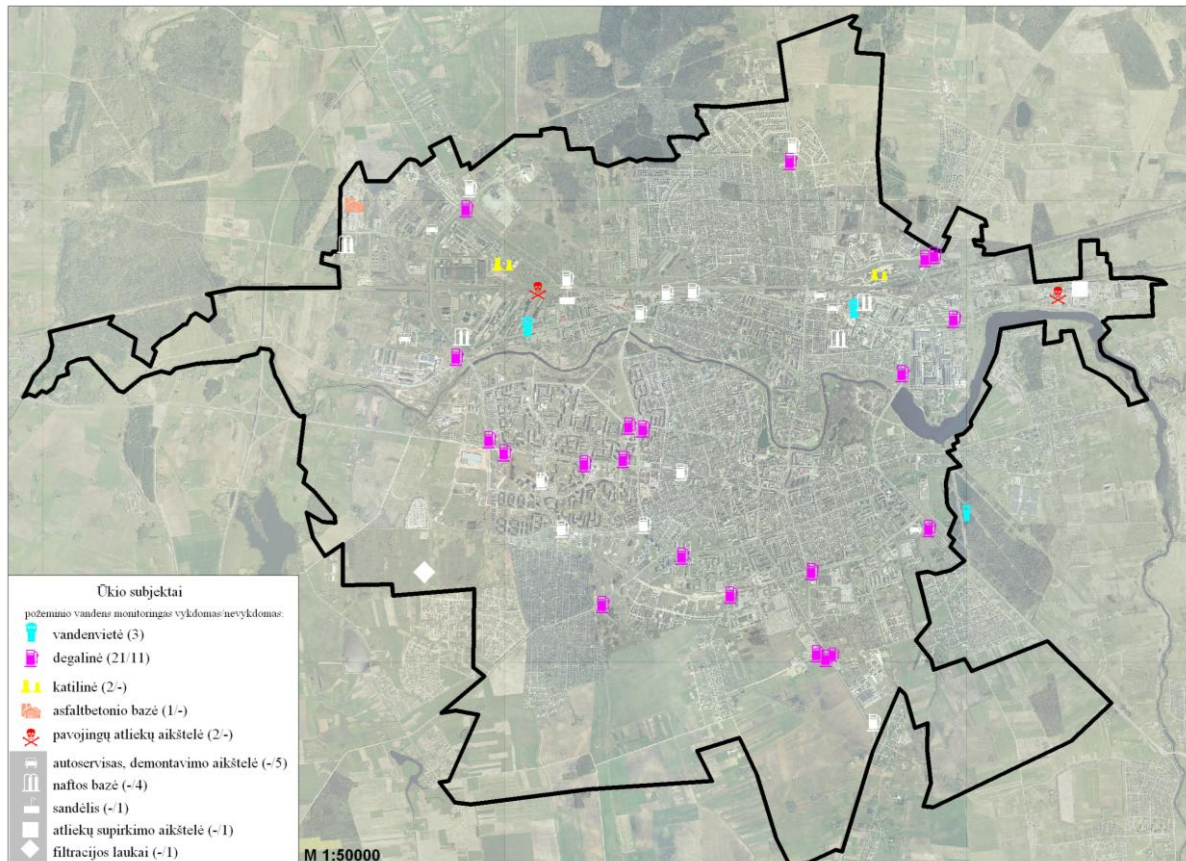 Ūkio subjektai
požeminio vandens monitoringas vykdomas/nevykdomas:
vandenvietė (3)
degalinė (21/11)
katilinė (2/-)
asfaltbetonio bazė (1/-)
pavojingų atliekų aikštelė (2/-)
autoservisas, demontavimo aikštelė (-/5)
naftos bazė (-/4)
sandėlis (-/1)
atliekų supirkimo aikštelė (-/1)
filtracijos laukai (-/1)
M 1:50000